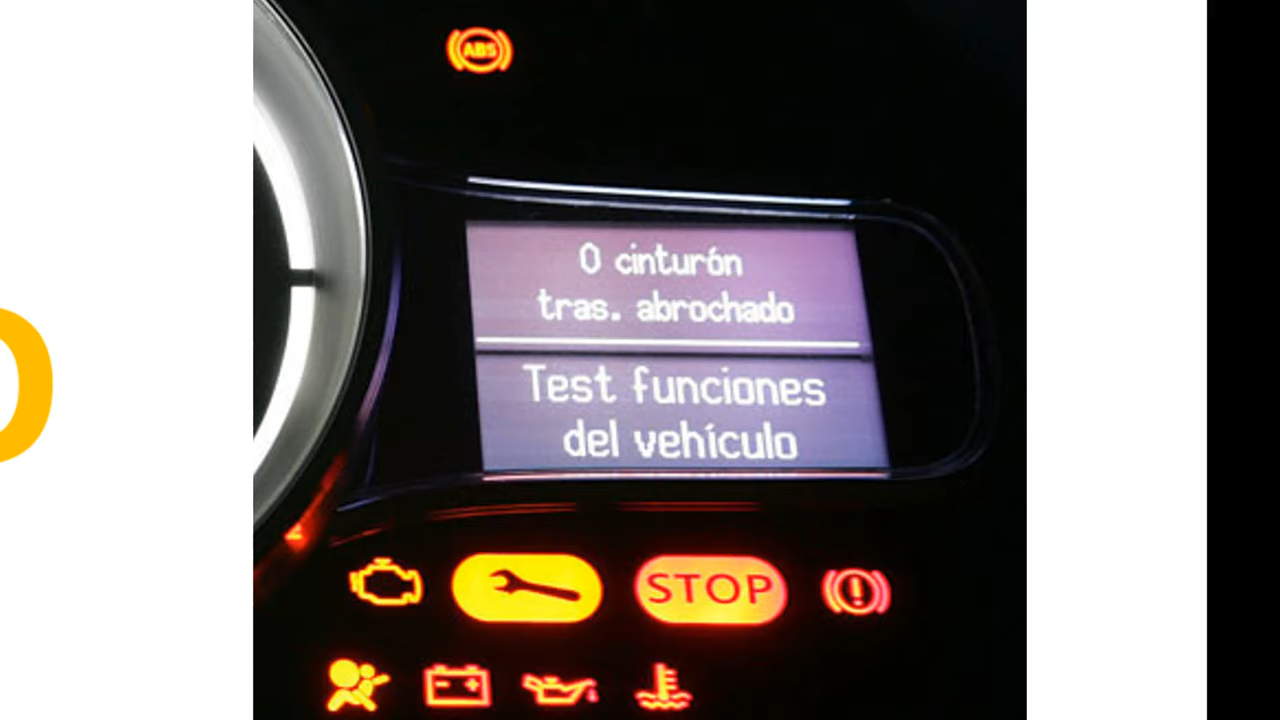 ABS
0 cinturón
tras. abrochado
Test funciones
del vehículo
STOP